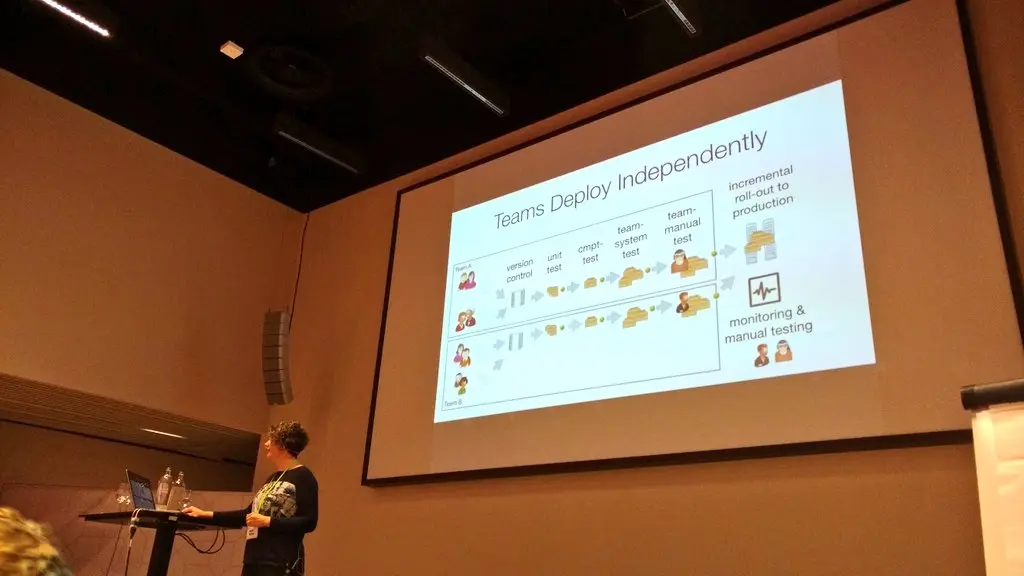 Teams Deploy Independently
Team A
version
control
unit
test
cmpt-
test
team-
system
test
team-
manual
test
incremental
roll-out to
production
monitoring &
manual testing
Team B